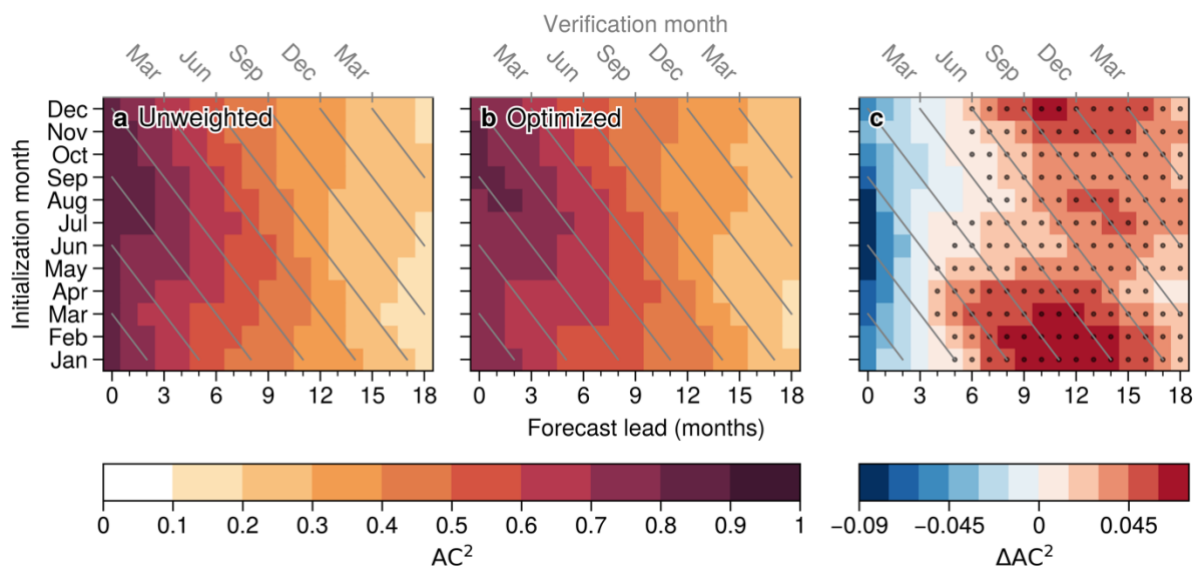 Verification month
Mar Jun Sep Dec Mar
Mar Jun Sep Dec Mar
Mar Jun Sep Dec Mar
a Unweighted
b Optimized
c
Initialization month
Dec
Nov
Oct
Sep
Aug
Jul
Jun
May
Apr
Mar
Feb
Jan
0 3 6 9 12 15 18
0 3 6 9 12 15 18
0 3 6 9 12 15 18
Forecast lead (months)
0 0.1 0.2 0.3 0.4 0.5 0.6 0.7 0.8 0.9 1
AC²
−0.09 −0.045 0 0.045
ΔAC²